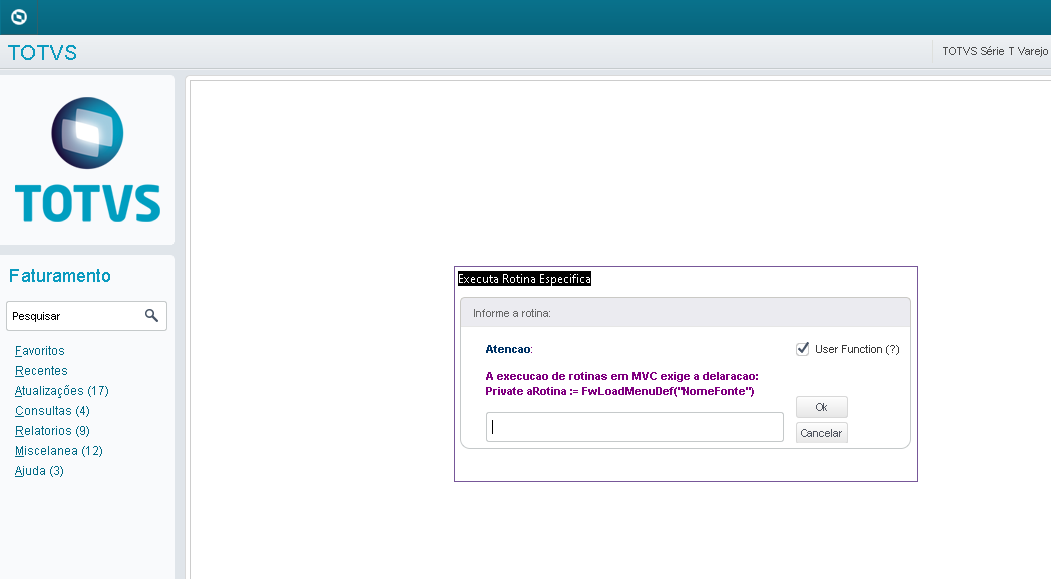 TOTVS
TOTVS Série T Varejo
TOTVS
Faturamento
Pesquisar
Favoritos
Recentes
Atualizações (17)
Consultas (4)
Relatorios (9)
Miscelanea (12)
Ajuda (3)
Executa Rotina Especifica
Informe a rotina:
Atencao:
User Function (?)
A execucao de rotinas em MVC exige a delaracao:
Private aRotina := FwLoadMenuDef("NomeFonte")
Ok
Cancelar